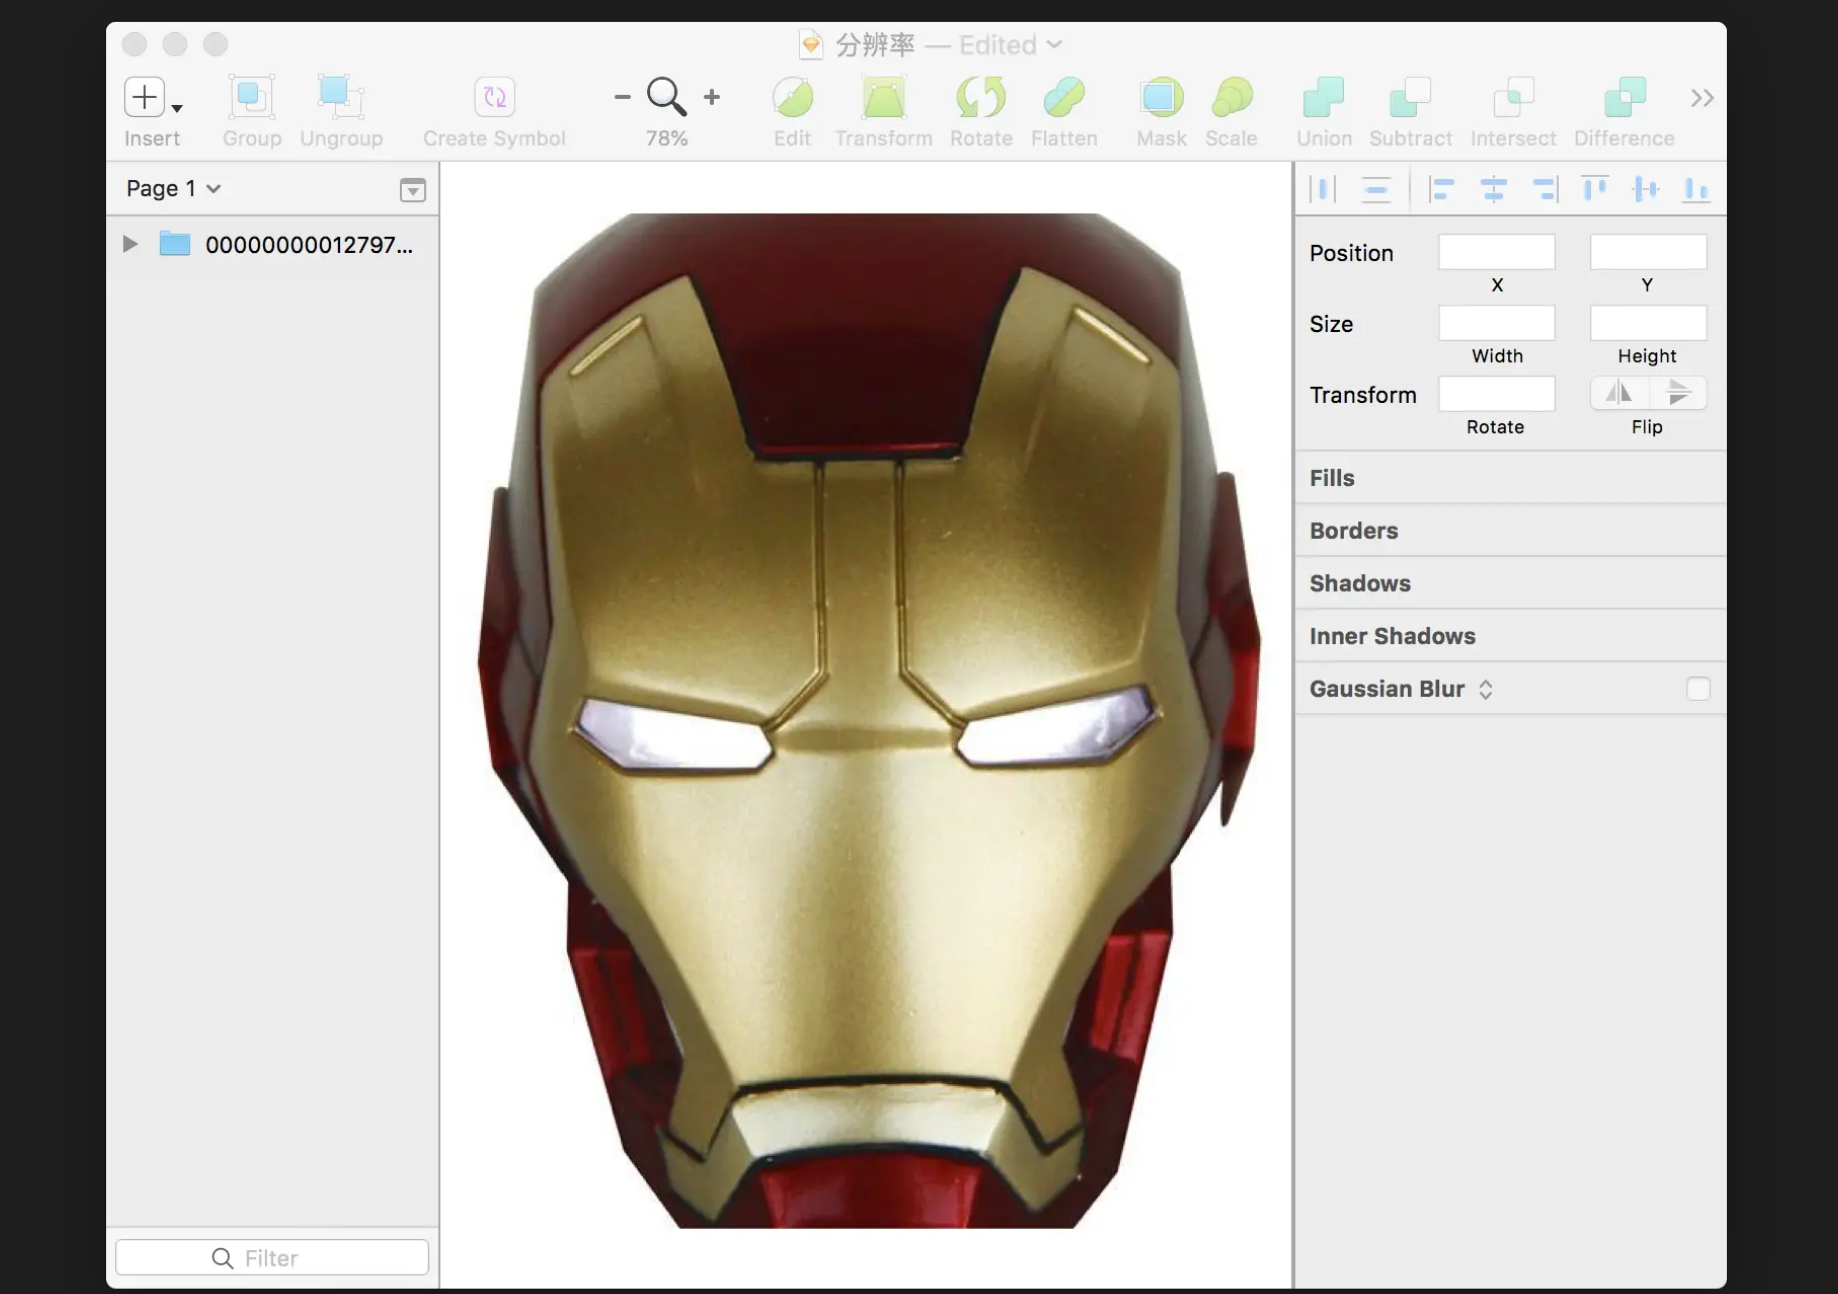 分辨率 — Edited
Insert
Group
Ungroup
Create Symbol
78%
Edit
Transform
Rotate
Flatten
Mask
Scale
Union
Subtract
Intersect
Difference
Page 1
00000000012797...
Filter
Position
X
Y
Size
Width
Height
Transform
Rotate
Flip
Fills
Borders
Shadows
Inner Shadows
Gaussian Blur